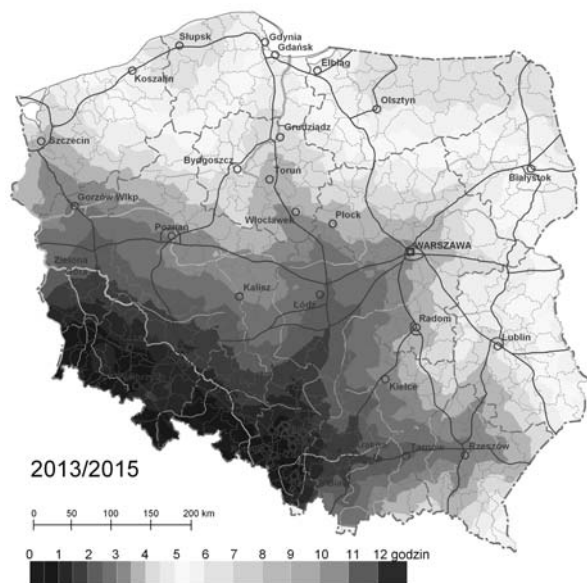 Słupsk
Gdynia
Gdańsk
Koszalin
Elbląg
Olsztyn
Szczecin
Grudziądz
Bydgoszcz
Toruń
Białystok
Gorzów Wlkp.
Włocławek
Płock
Poznań
WARSZAWA
Zielona
Kalisz
Łódź
Radom
Lublin
Kielce
Tarnów
Rzeszów
2013/2015
0 50 100 150 200 km
0 1 2 3 4 5 6 7 8 9 10 11 12 godzin